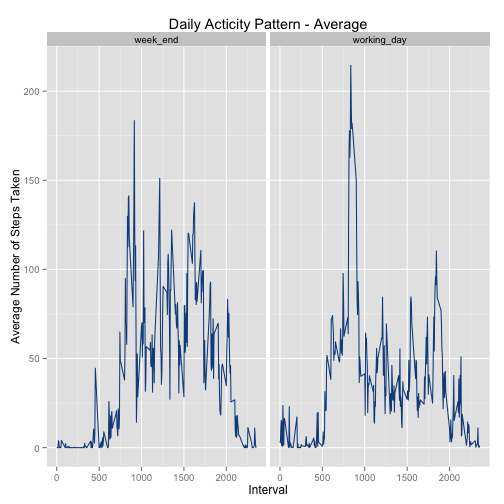 Daily Acticity Pattern - Average
week_end
working_day
200
150
100
50
0
Average Number of Steps Taken
0 500 1000 1500 2000
0 500 1000 1500 2000
Interval